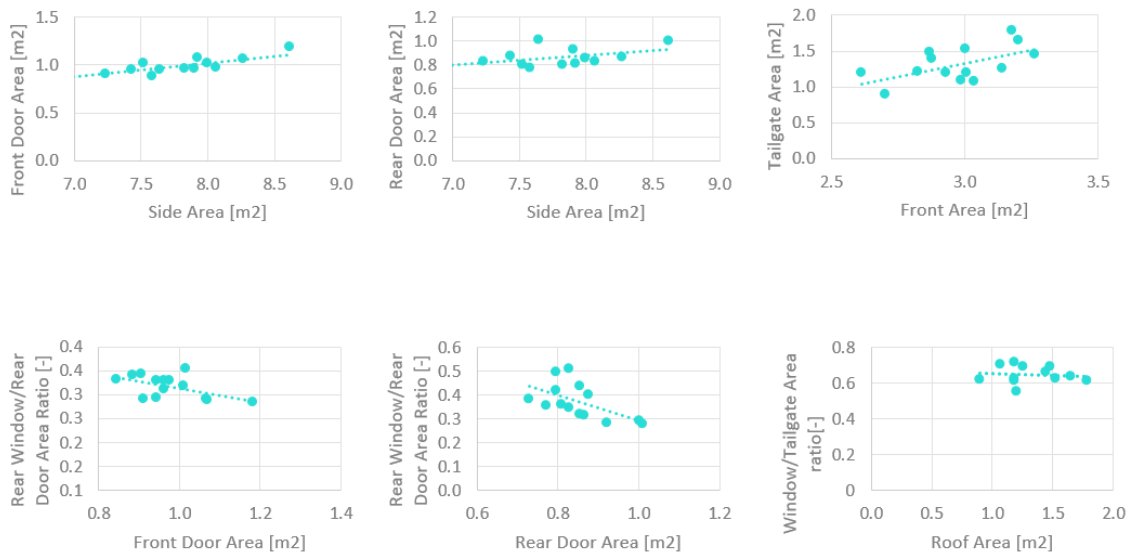 Front Door Area [m2]
1.5
1.0
0.5
0.0
7.0 7.5 8.0 8.5 9.0
Side Area [m2]
Rear Door Area [m2]
1.2
1.0
0.8
0.6
0.4
0.2
0.0
7.0 7.5 8.0 8.5 9.0
Side Area [m2]
Tailgate Area [m2]
2.0
1.5
1.0
0.5
0.0
2.5 3.0 3.5
Front Area [m2]
Rear Window/Rear
Door Area Ratio [-]
0.4
0.4
0.3
0.3
0.2
0.2
0.1
0.8 1.0 1.2 1.4
Front Door Area [m2]
Rear Window/Rear
Door Area Ratio [-]
0.6
0.5
0.4
0.3
0.2
0.1
0.0
0.6 0.8 1.0 1.2
Rear Door Area [m2]
Window/Tailgate Area
ratio[-]
0.8
0.6
0.4
0.2
0
0.0 0.5 1.0 1.5 2.0
Roof Area [m2]